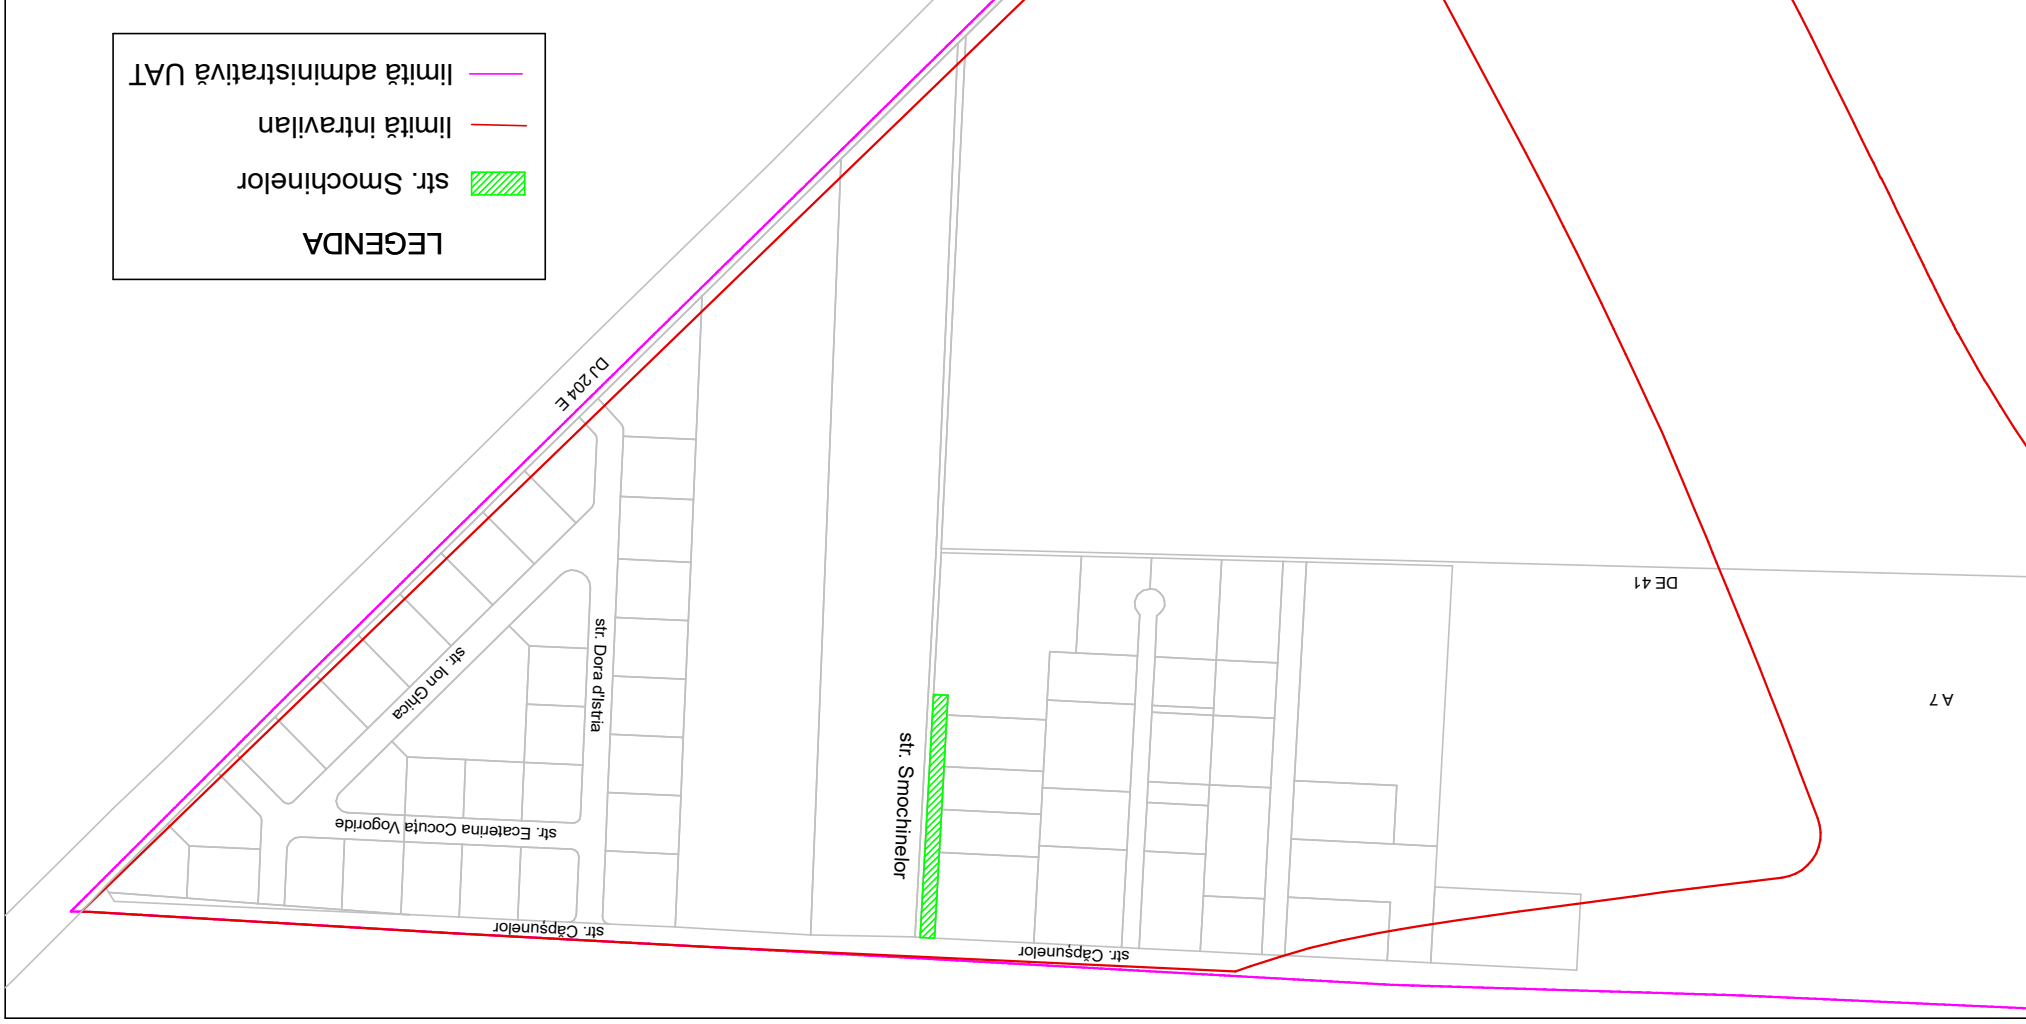 LEGENDA
str. Smochinelor
limită intravilan
limită administrativă UAT
str. Căpșunelor
str. Căpșunelor
str. Ecaterina Cocuța Vogoride
str. Smochinelor
A 7
str. Ion Ghica
str. Dora d'Istria
DE 41
DJ 204 E